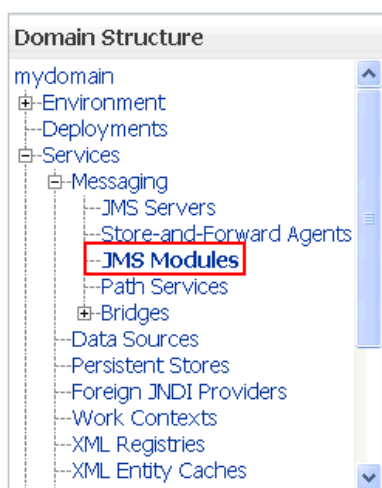 Domain Structure
mydomain
Environment
Deployments
Services
Messaging
JMS Servers
Store-and-Forward Agents
JMS Modules
Path Services
Bridges
Data Sources
Persistent Stores
Foreign JNDI Providers
Work Contexts
XML Registries
XML Entity Caches